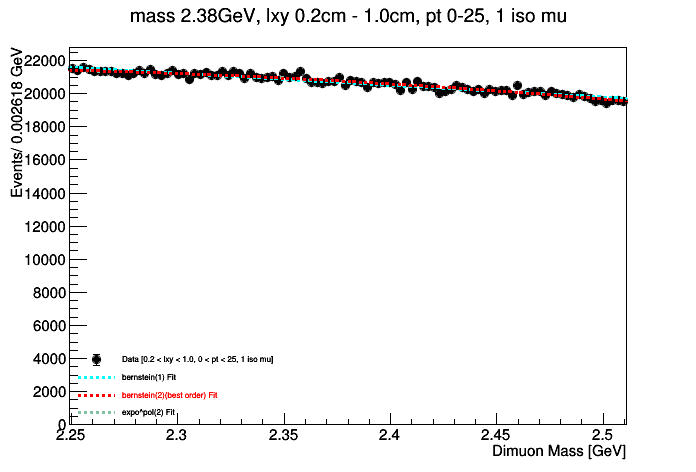 mass 2.38GeV, lxy 0.2cm - 1.0cm, pt 0-25, 1 iso mu
Events/ 0.002618 GeV
22000
20000
18000
16000
14000
12000
10000
8000
6000
4000
2000
0
Data [0.2 < lxy < 1.0, 0 < pt < 25, 1 iso mu]
bernstein(1) Fit
bernstein(2)(best order) Fit
expo^pol(2) Fit
2.25 2.3 2.35 2.4 2.45 2.5
Dimuon Mass [GeV]